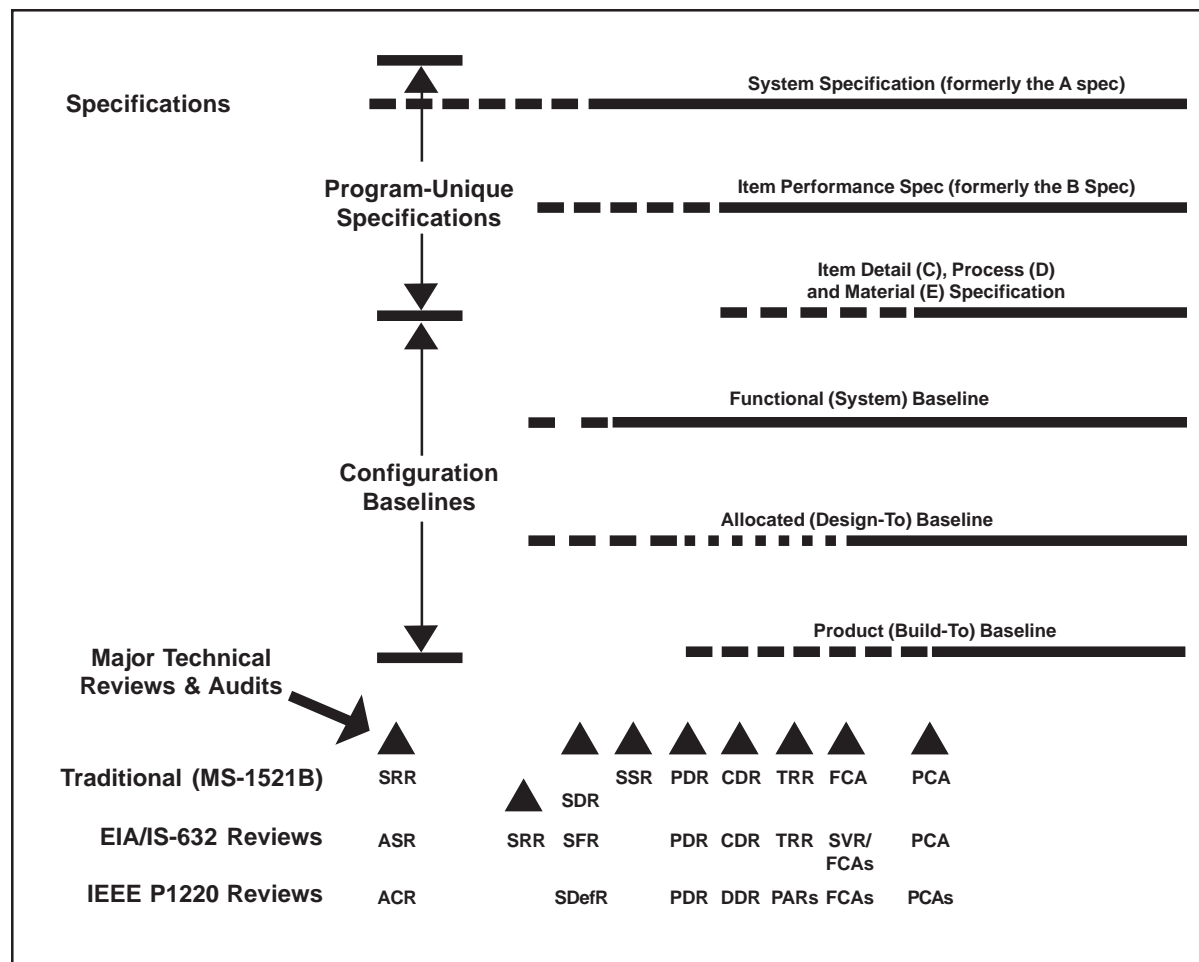 System Specification (formerly the A spec)
Specifications
Program-Unique
Specifications
Item Performance Spec (formerly the B Spec)
Item Detail (C), Process (D)
and Material (E) Specification
Functional (System) Baseline
Configuration
Baselines
Allocated (Design-To) Baseline
Product (Build-To) Baseline
Major Technical
Reviews & Audits
Traditional (MS-1521B) SRR SSR PDR CDR TRR FCA PCA
SDR
EIA/IS-632 Reviews ASR SRR SFR PDR CDR TRR SVR/ PCA
FCAs
IEEE P1220 Reviews ACR SDefR PDR DDR PARs FCAs PCAs